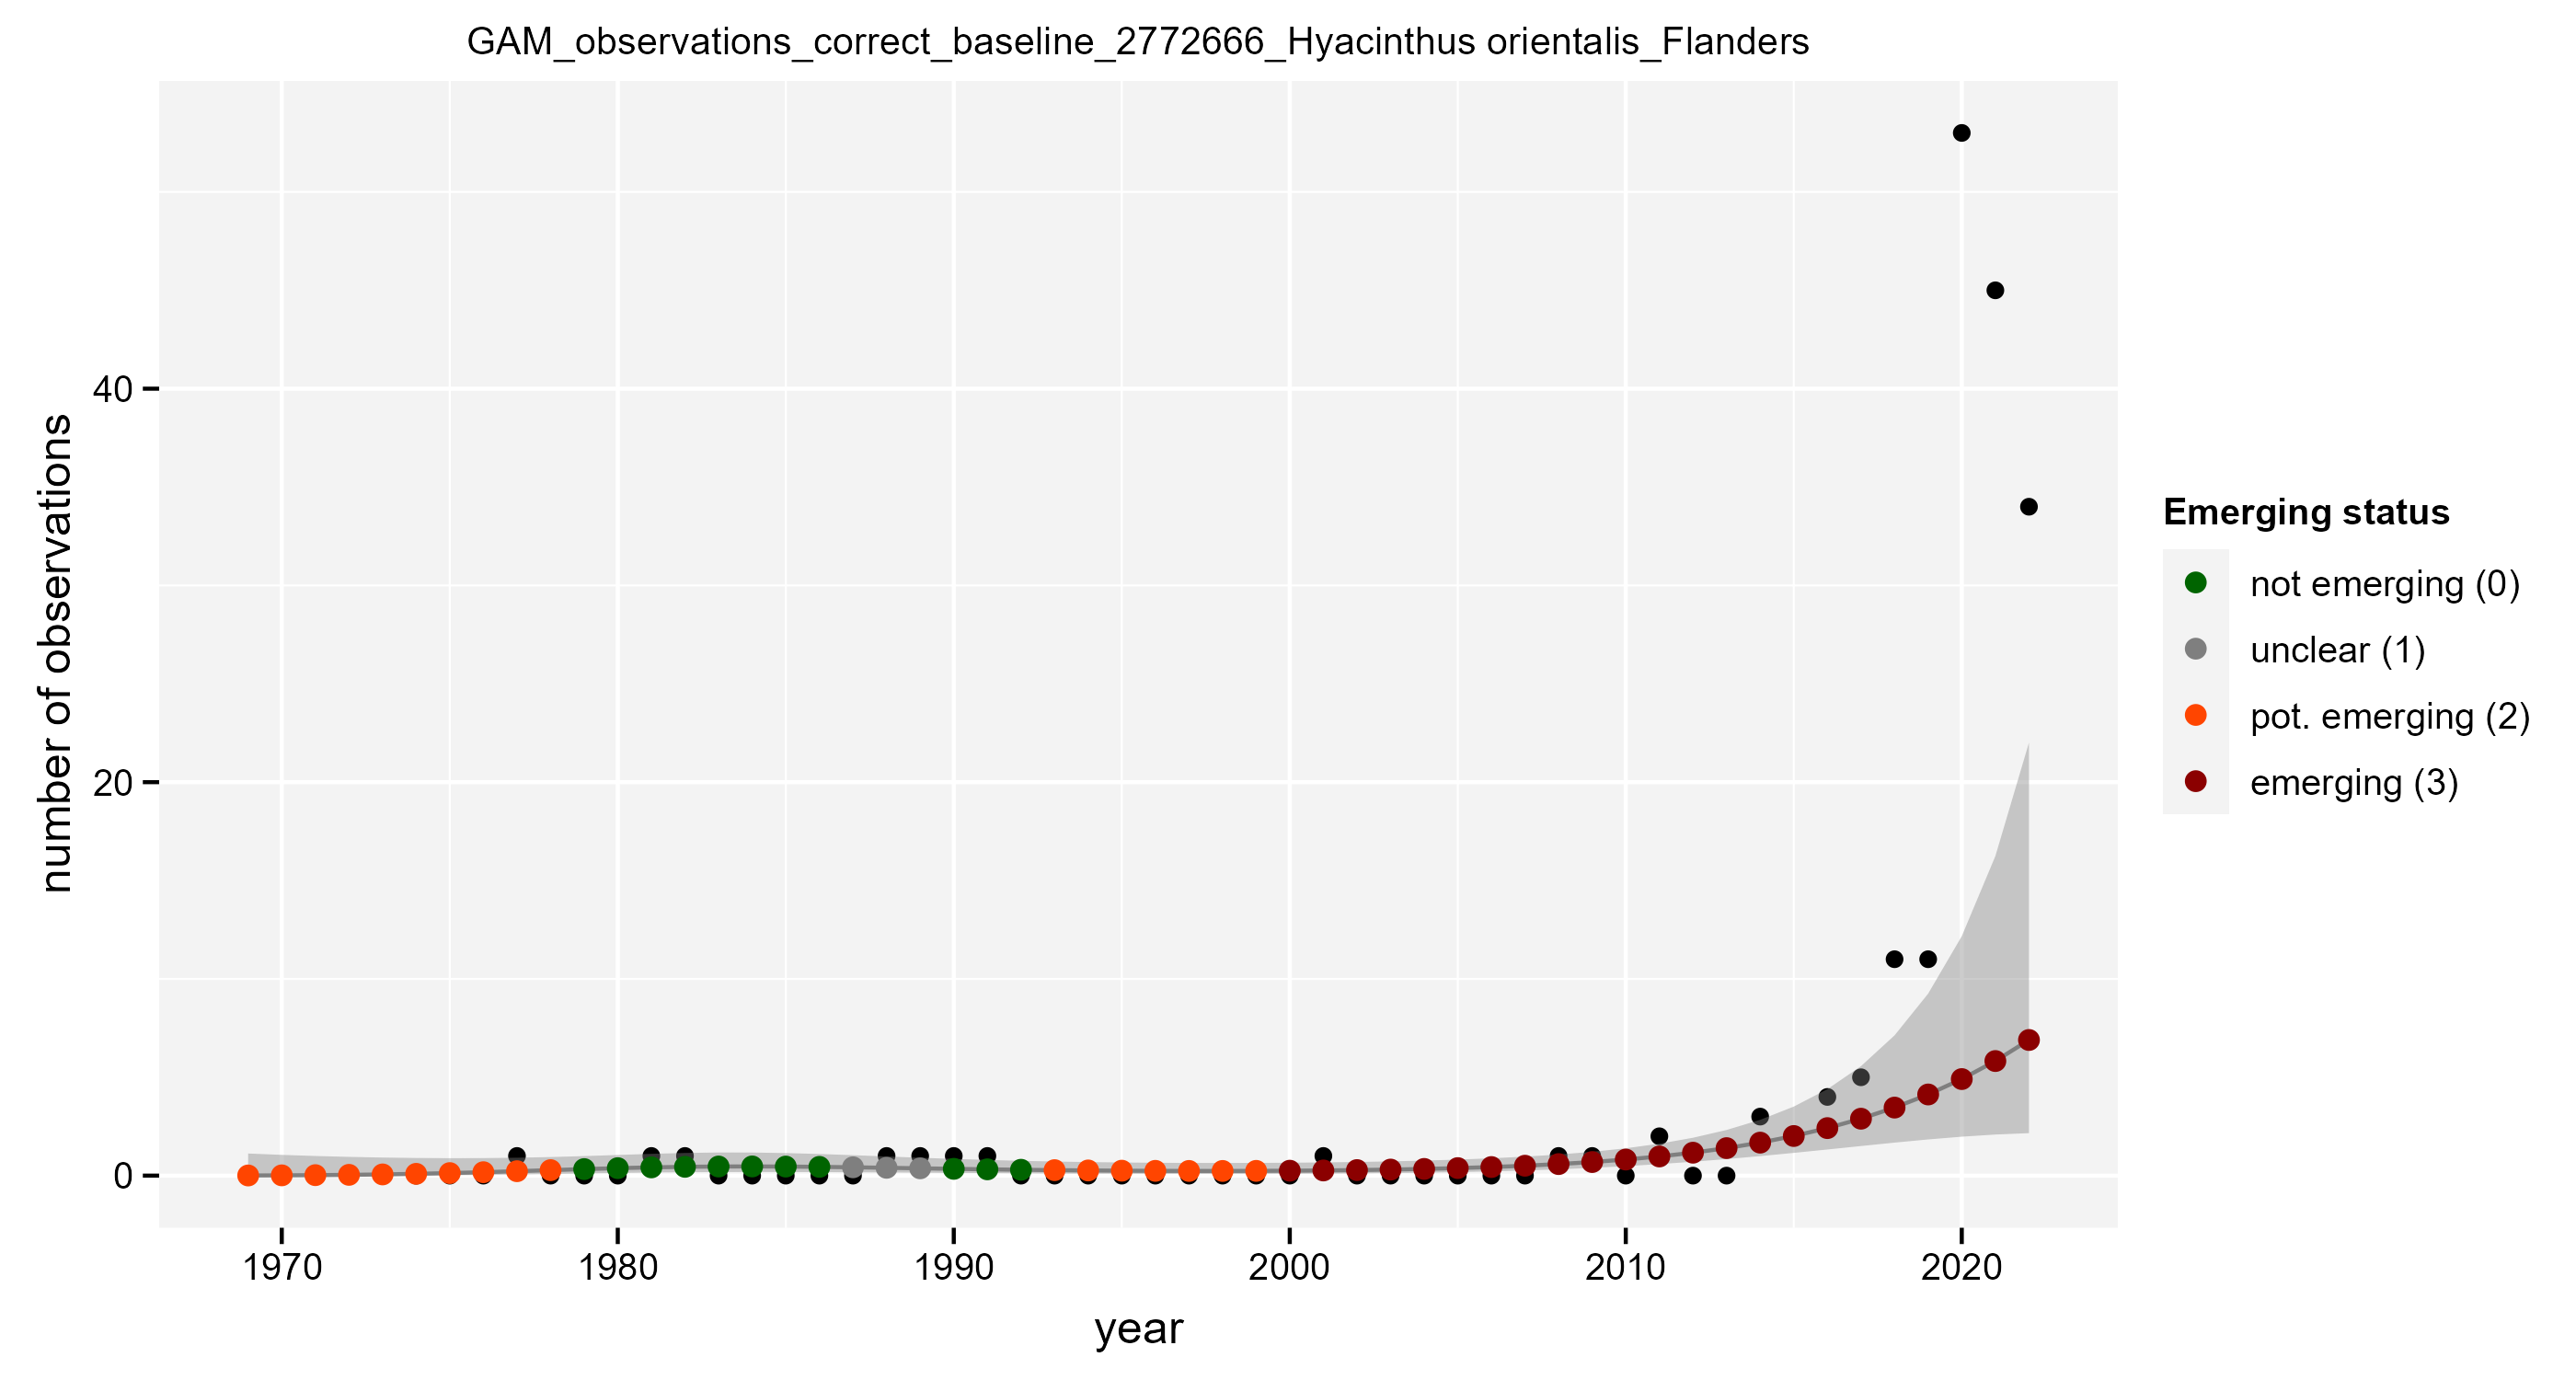 GAM_observations_correct_baseline_2772666_Hyacinthus orientalis_Flanders
number of observations
40
20
0
1970
1980
1990
2000
2010
2020
year
Emerging status
not emerging (0)
unclear (1)
pot. emerging (2)
emerging (3)